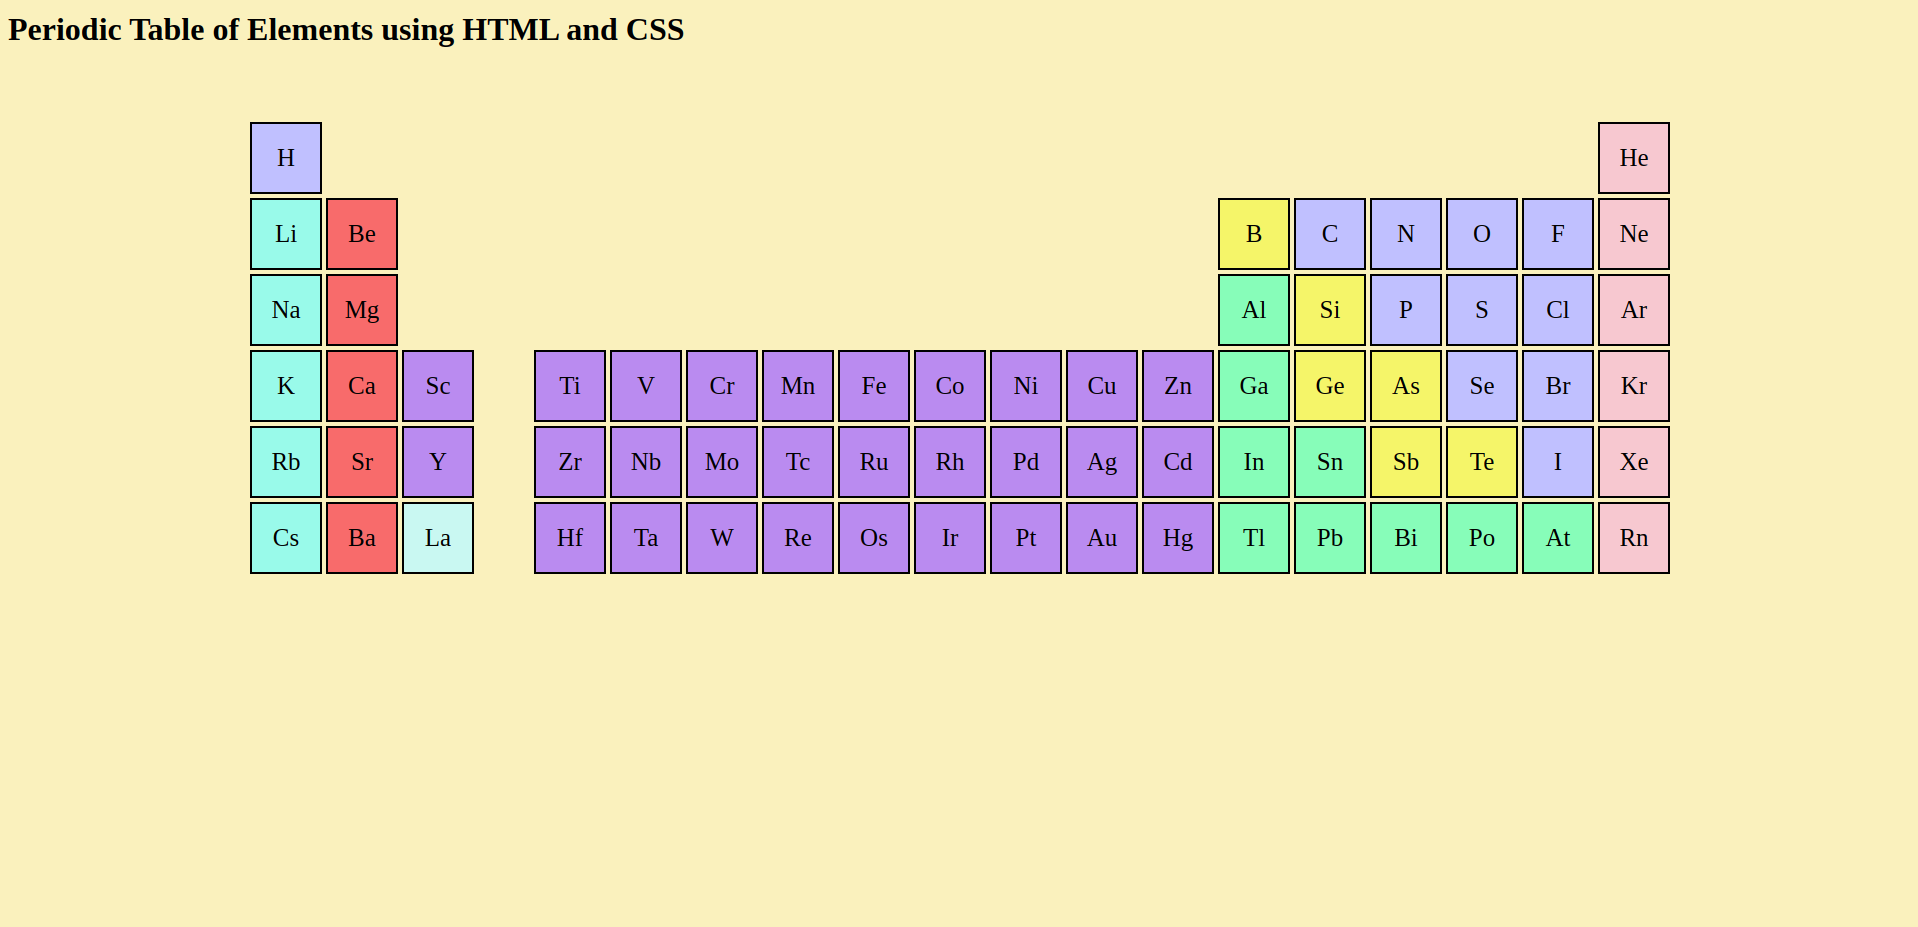 Periodic Table of Elements using HTML and CSS
H He
Li Be B C N O F Ne
Na Mg Al Si P S Cl Ar
K Ca Sc Ti V Cr Mn Fe Co Ni Cu Zn Ga Ge As Se Br Kr
Rb Sr Y Zr Nb Mo Tc Ru Rh Pd Ag Cd In Sn Sb Te I Xe
Cs Ba La Hf Ta W Re Os Ir Pt Au Hg Tl Pb Bi Po At Rn